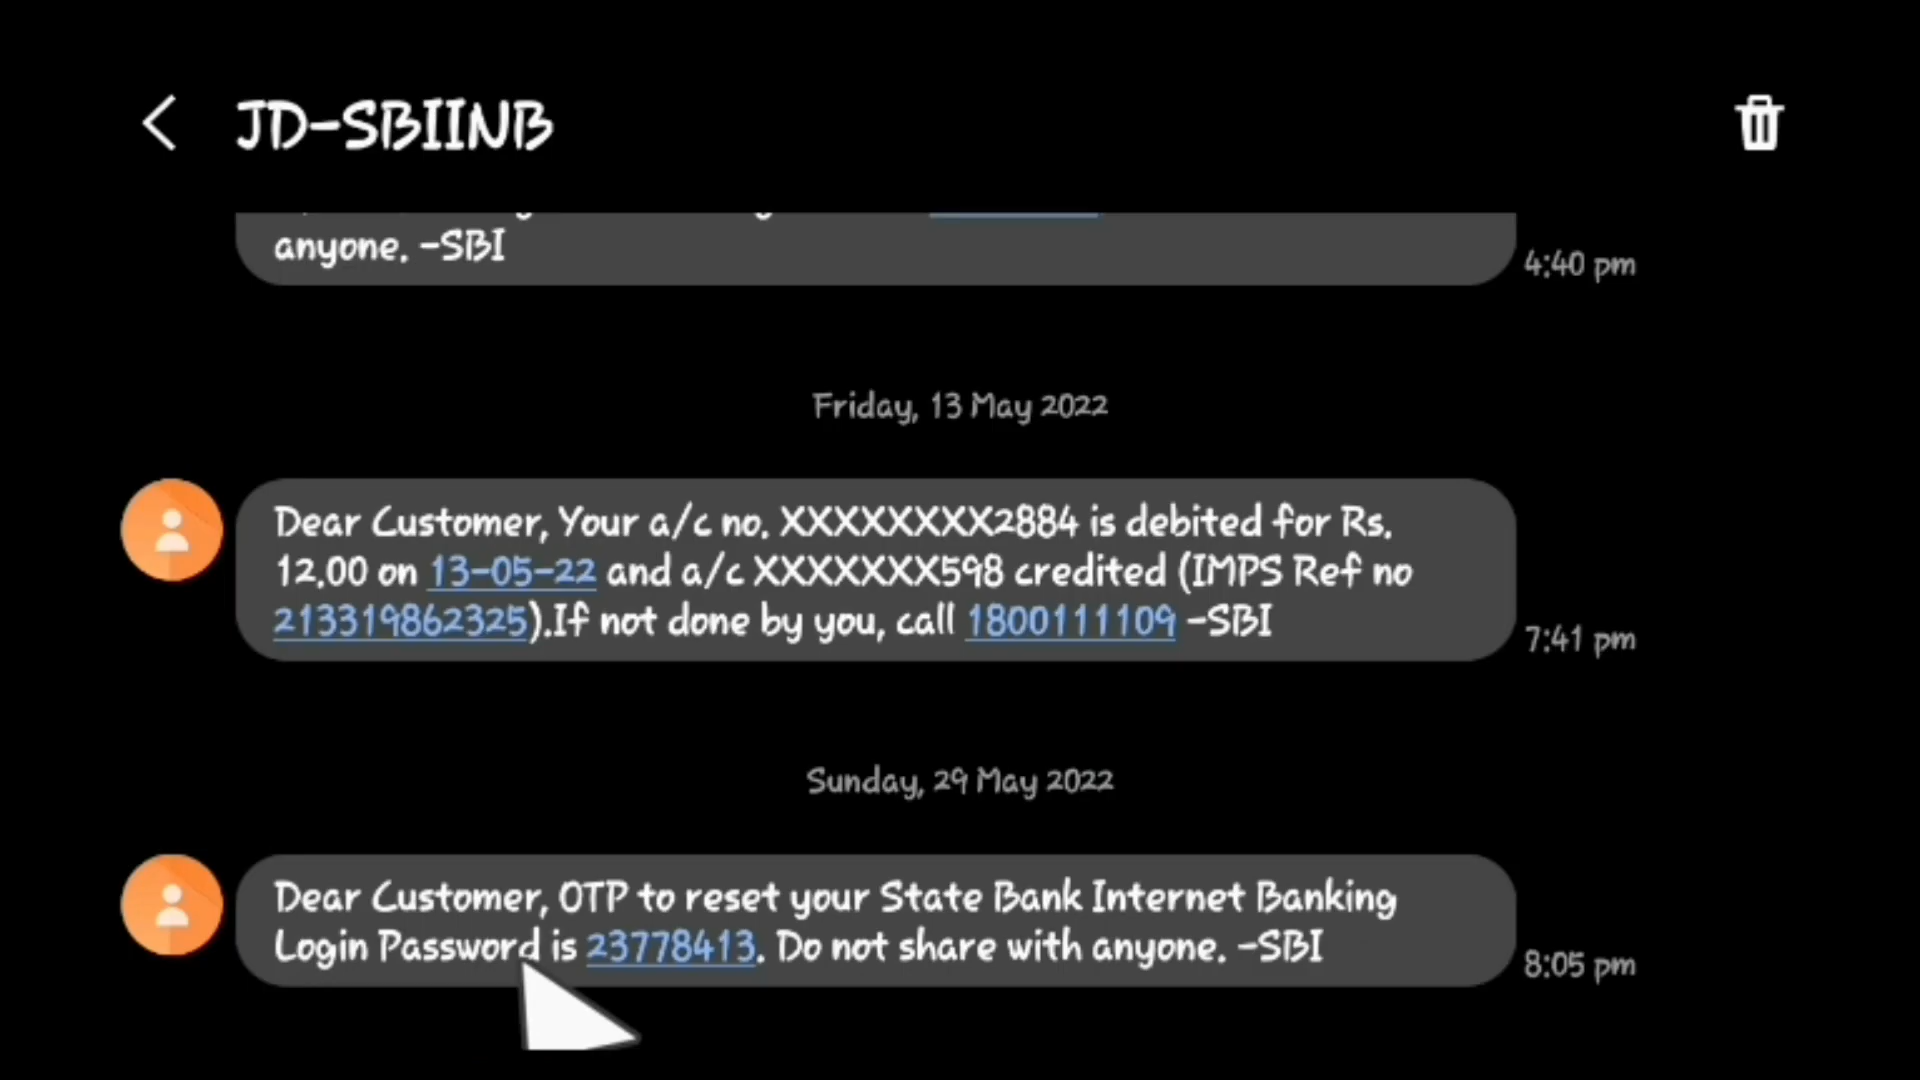 JD-SBIINB
anyone. -SBI
4:40 pm
Friday, 13 May 2022
Dear Customer, Your a/c no. XXXXXXXX2884 is debited for Rs.
12.00 on 13-05-22 and a/c XXXXXXX598 credited (IMPS Ref no
213319862325).If not done by you, call 1800111109 -SBI
7:41 pm
Sunday, 29 May 2022
Dear Customer, OTP to reset your State Bank Internet Banking
Login Password is 23778413. Do not share with anyone. -SBI
8:05 pm